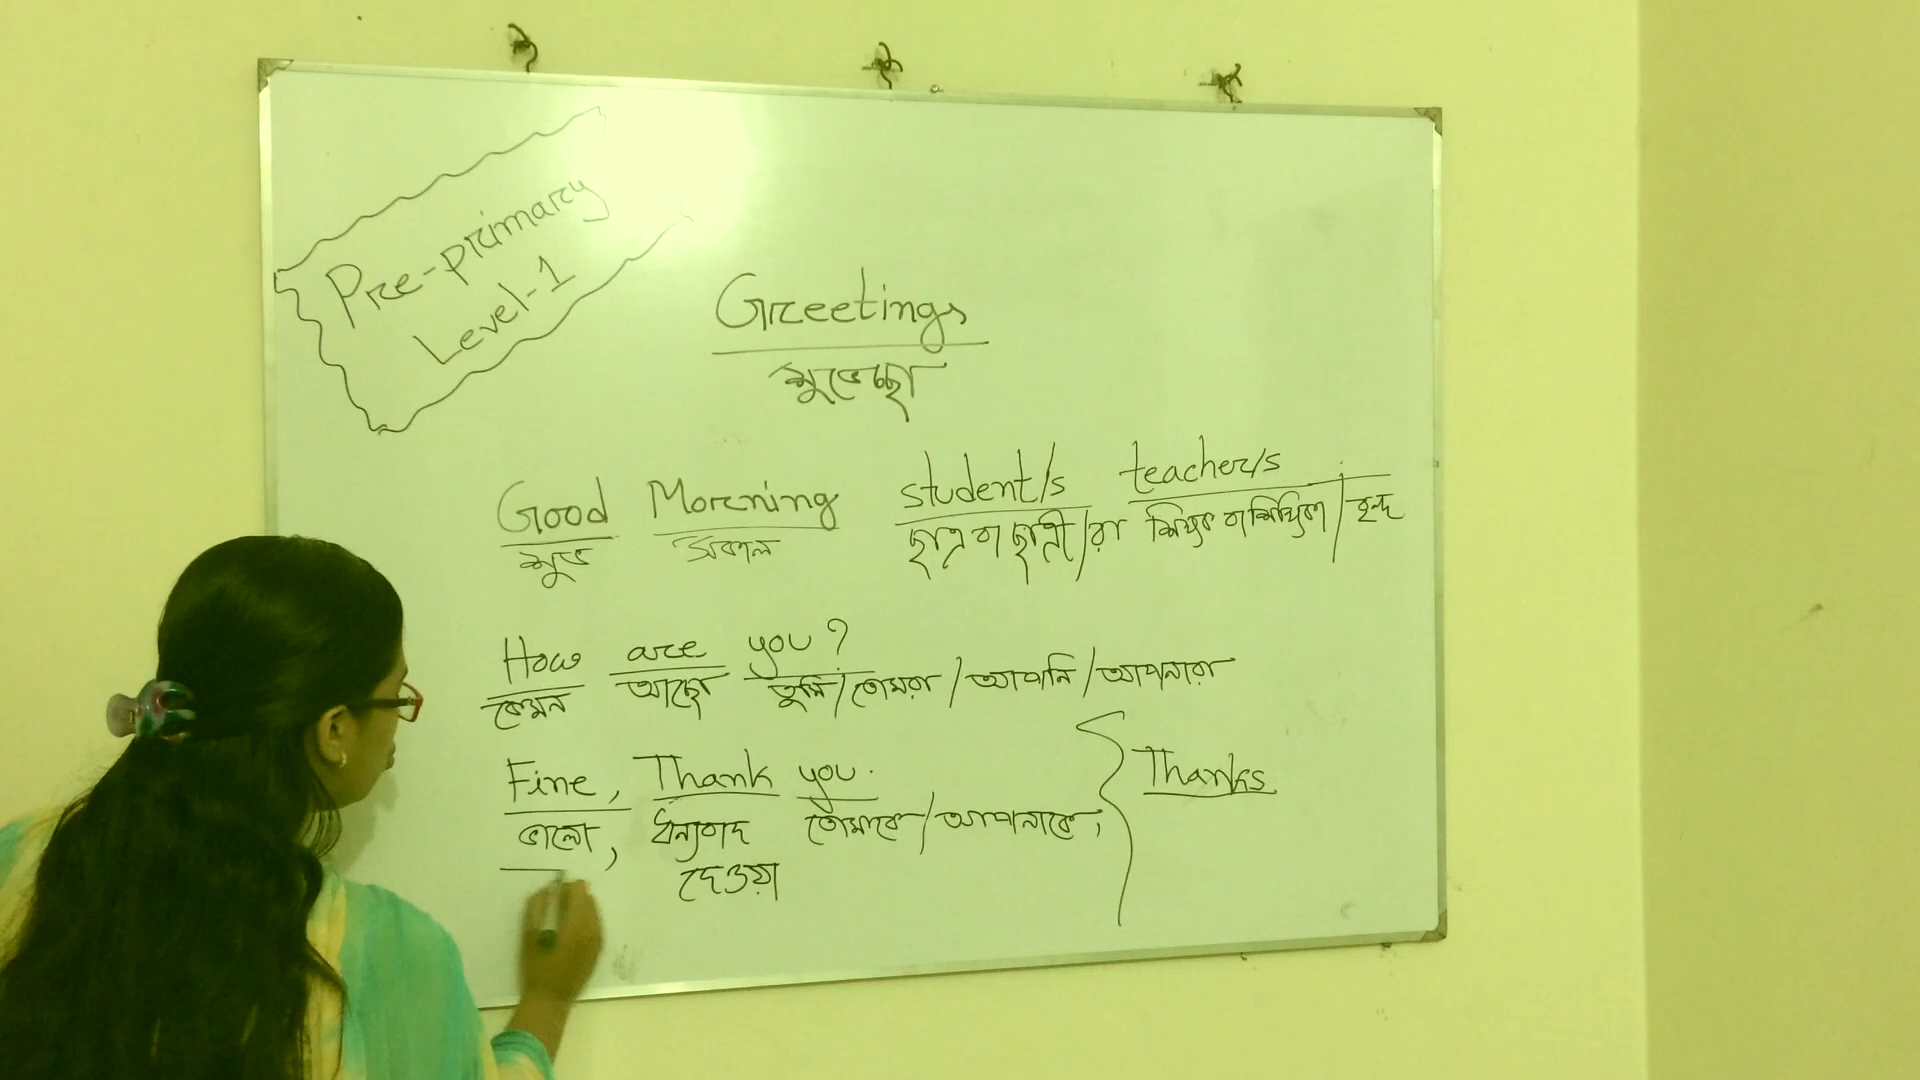 Pre-primary
Level-1
Greetings
শুভেচ্ছা
Good Morning student/s teacher/s
শুভ সকাল ছাত্র বা ছাত্রী/রা শিক্ষক বা শিক্ষিকা/বৃন্দ
How are you?
কেমন আছো তুমি/তোমরা/আপনি/আপনারা
Fine, Thank you.
ভালো, ধন্যবাদ তোমাকে/আপনাকে,
দেওয়া
Thanks